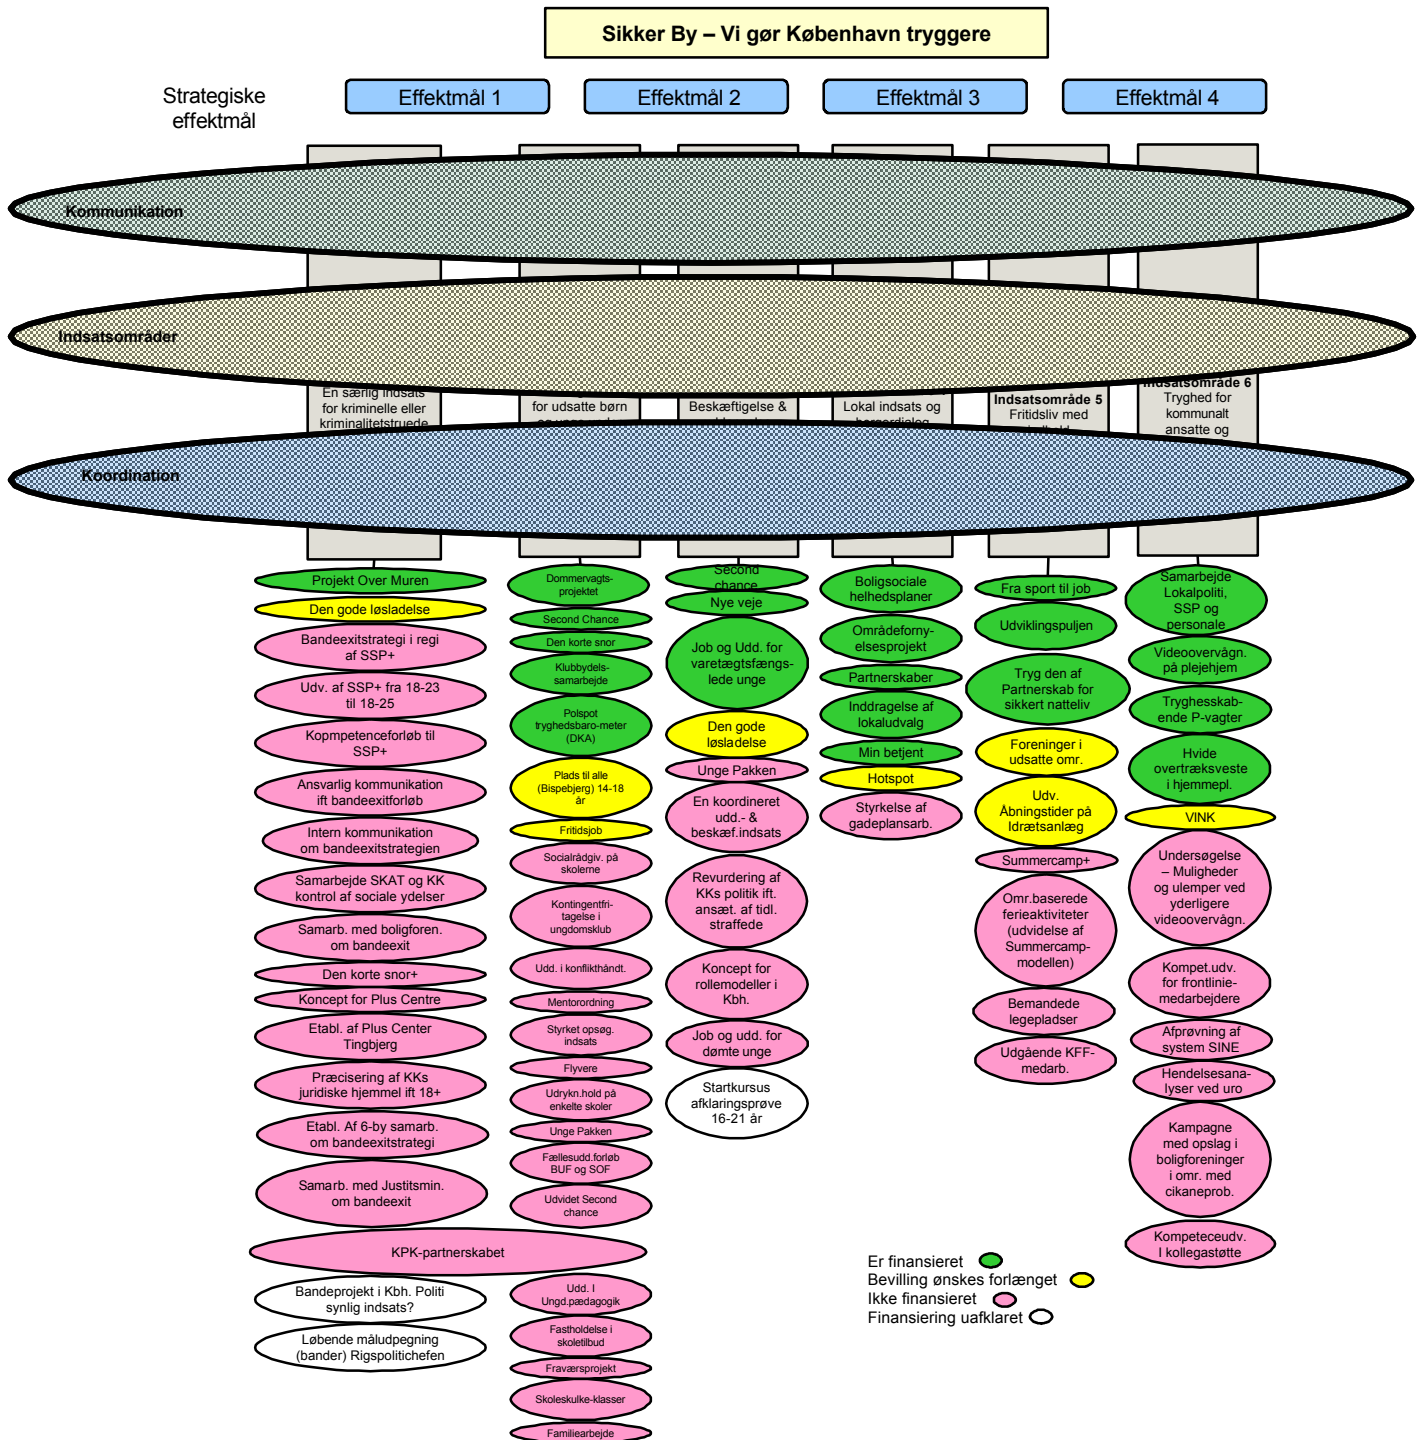 Sikker By – Vi gør København tryggere
Strategiske
effektmål
Effektmål 1
Effektmål 2
Effektmål 3
Effektmål 4
Kommunikation
Indsatsområder
En særlig indsats
for kriminelle eller
kriminalitetstruede
for udsatte børn
Beskæftigelse &
Lokal indsats og
borgerdialog
Indsatsområde 5
Fritidsliv med
Indsatsområde 6
Tryghed for
kommunalt
ansatte og
Koordination
Projekt Over Muren
Den gode løsladelse
Bandeexitstrategi i regi
af SSP+
Udv. af SSP+ fra 18-23
til 18-25
Kopmpetenceforløb til
SSP+
Ansvarlig kommunikation
ift bandeexitforløb
Intern kommunikation
om bandeexitstrategien
Samarbejde SKAT og KK
kontrol af sociale ydelser
Samarb. med boligforen.
om bandeexit
Den korte snor+
Koncept for Plus Centre
Etabl. af Plus Center
Tingbjerg
Præcisering af KKs
juridiske hjemmel ift 18+
Etabl. Af 6-by samarb.
om bandeexitstrategi
Samarb. med Justitsmin.
om bandeexit
KPK-partnerskabet
Bandeprojekt i Kbh. Politi
synlig indsats?
Løbende måludpegning
(bander) Rigspolitichefen
Dommervagts-
projektet
Second Chance
Den korte snor
Klubbydels-
samarbejde
Polspot
tryghedsbaro-meter
(DKA)
Plads til alle
(Bispebjerg) 14-18
år
Fritidsjob
Socialrådgiv. på
skolerne
Kontingentfri-
tagelse i
ungdomsklub
Udd. i konflikthåndt.
Mentorordning
Styrket opsøg.
indsats
Flyvere
Udrykn.hold på
enkelte skoler
Unge Pakken
Fællesudd.forløb
BUF og SOF
Udvidet Second
chance
Udd. I
Ungd.pædagogik
Fastholdelse i
skoletilbud
Fraværsprojekt
Skoleskulke-klasser
Familiearbejde
Second
chance
Nye veje
Job og Udd. for
varetægtsfængs-
lede unge
Den gode
løsladelse
Unge Pakken
En koordineret
udd.- &
beskæf.indsats
Revurdering af
KKs politik ift.
ansæt. af tidl.
straffede
Koncept for
rollemodeller i
Kbh.
Job og udd. for
dømte unge
Startkursus
afklaringsprøve
16-21 år
Boligsociale
helhedsplaner
Områdeforny-
elsesprojekt
Partnerskaber
Inddragelse af
lokaludvalg
Min betjent
Hotspot
Styrkelse af
gadeplansarb.
Fra sport til job
Udviklingspuljen
Tryg den af
Partnerskab for
sikkert natteliv
Foreninger i
udsatte omr.
Udv.
Åbningstider på
Idrætsanlæg
Summercamp+
Omr.baserede
ferieaktiviteter
(udvidelse af
Summercamp-
modellen)
Bemandede
legepladser
Udgående KFF-
medarb.
Samarbejde
Lokalpoliti,
SSP og
personale
Videoovervågn.
på plejehjem
Tryghesskab-
ende P-vagter
Hvide
overtræksveste
i hjemmepl.
VINK
Undersøgelse
– Muligheder
og ulemper ved
yderligere
videoovervågn.
Kompet.udv.
for frontlinie-
medarbejdere
Afprøvning af
system SINE
Hendelsesana-
lyser ved uro
Kampagne
med opslag i
boligforeninger
i omr. med
cikaneprob.
Kompeteceudv.
I kollegastøtte
Er finansieret
Bevilling ønskes forlænget
Ikke finansieret
Finansiering uafklaret